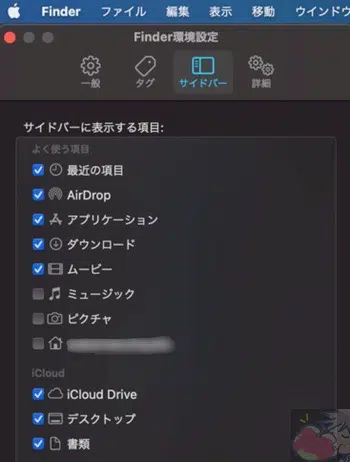 Finder ファイル 編集 表示 移動 ウインドウ
Finder環境設定
一般 タグ サイドバー 詳細
サイドバーに表示する項目:
よく使う項目
最近の項目
AirDrop
アプリケーション
ダウンロード
ムービー
ミュージック
ピクチャ
iCloud
iCloud Drive
デスクトップ
書類